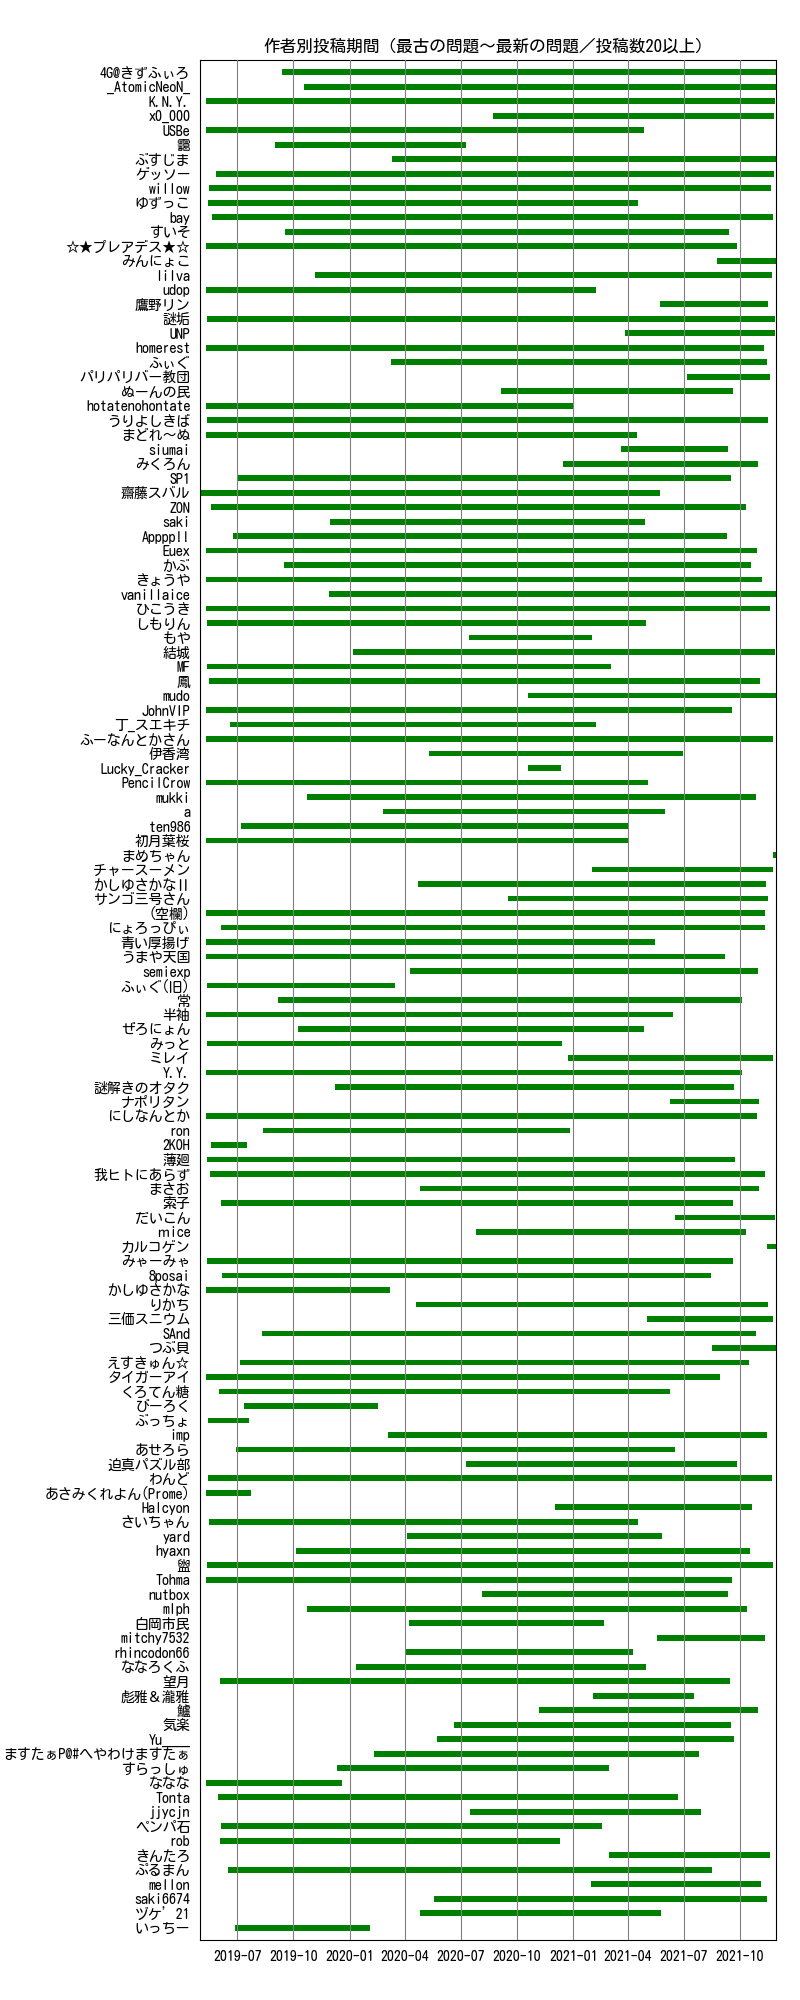 作者別投稿期間（最古の問題～最新の問題／投稿数20以上）
4G@きずふぃろ
_AtomicNeoN_
K.N.Y.
xO_OOO
USBe
靐
ぶすじま
ゲッソー
willow
ゆずっこ
bay
すいそ
☆★プレアデス★☆
みんにょこ
lilva
udop
鷹野リン
謎垢
UNP
homerest
ふぃぐ
パリパリバー教団
ぬーんの民
hotatenohontate
うりよしきば
まどれ～ぬ
siumai
みくろん
SP1
齋藤スバル
ZON
saki
Appppll
Euex
かぶ
きょうや
vanillaice
ひこうき
しもりん
もや
結城
MF
鳳
mudo
JohnVIP
丁_スエキチ
ふーなんとかさん
伊香湾
Lucky_Cracker
PencilCrow
mukki
a
ten986
初月葉桜
まめちゃん
チャースーメン
かしゆさかなII
サンゴ三号さん
(空欄)
にょろっぴぃ
青い厚揚げ
うまや天国
semiexp
ふぃぐ(旧)
常
半袖
ぜろにょん
みっと
ミレイ
Y.Y.
謎解きのオタク
ナポリタン
にしなんとか
ron
2KOH
薄廻
我ヒトにあらず
まさお
索子
だいこん
mice
カルコゲン
みゃーみゃ
8posai
かしゆさかな
りかち
三価スニウム
SAnd
つぶ貝
えすきゅん☆
タイガーアイ
くろてん糖
びーろく
ぷっちょ
imp
あせろら
迫真パズル部
わんど
あさみくれよん(Prome)
Halcyon
さいちゃん
yard
hyaxn
Tohma
nutbox
mlph
白岡市民
mitchy7532
rhincodon66
ななろくふ
望月
彪雅＆瀧雅
鱸
気楽
Yu____
ますたぁP@#へやわけますたぁ
すらっしゅ
ななな
Tonta
jjycjn
ペンパ石
rob
きんたろ
ぷるまん
mellon
saki6674
ヅケ’21
いっちー
2019-07 2019-10 2020-01 2020-04 2020-07 2020-10 2021-01 2021-04 2021-07 2021-10